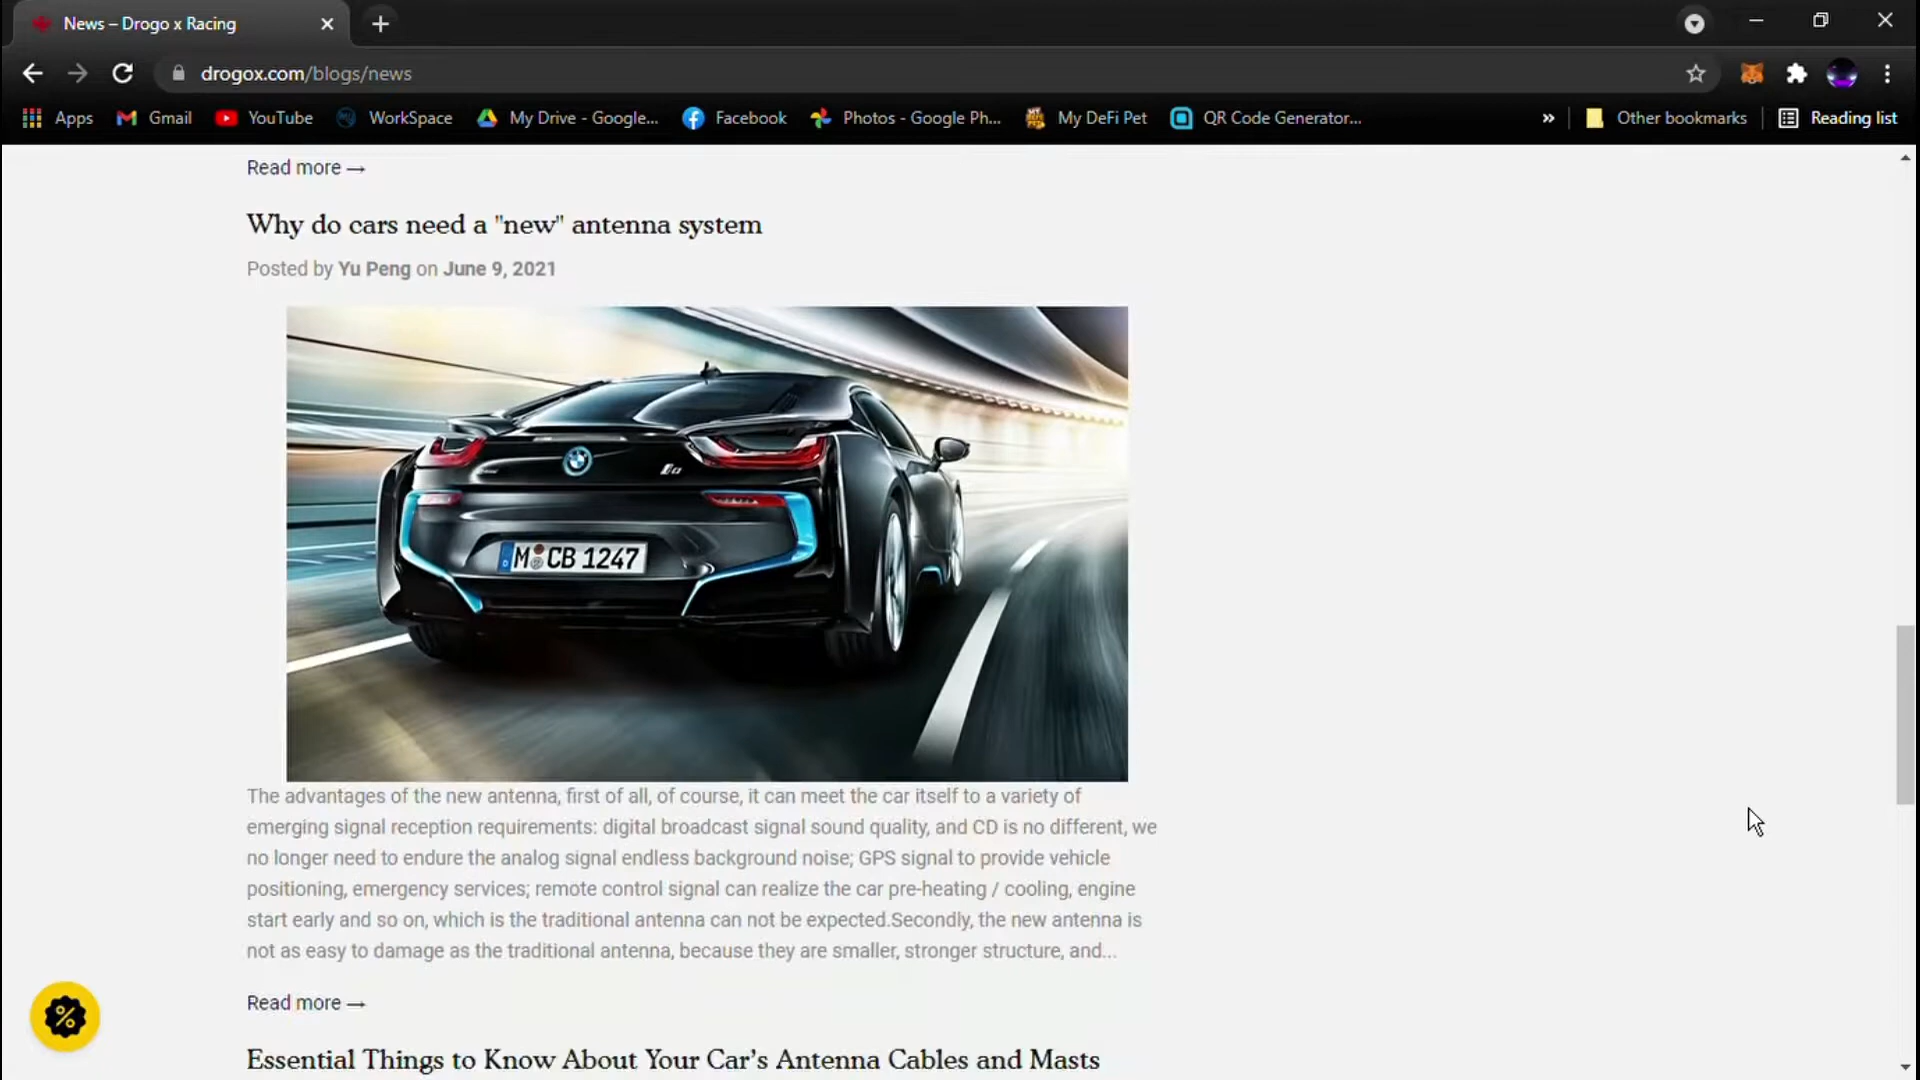 News – Drogo x Racing
drogox.com/blogs/news
Apps
Gmail
YouTube
WorkSpace
My Drive - Google...
Facebook
Photos - Google Ph...
My DeFi Pet
QR Code Generator...
»
Other bookmarks
Reading list
Read more →
Why do cars need a "new" antenna system
Posted by Yu Peng on June 9, 2021
M CB 1247
The advantages of the new antenna, first of all, of course, it can meet the car itself to a variety of
emerging signal reception requirements: digital broadcast signal sound quality, and CD is no different, we
no longer need to endure the analog signal endless background noise; GPS signal to provide vehicle
positioning, emergency services; remote control signal can realize the car pre-heating / cooling, engine
start early and so on, which is the traditional antenna can not be expected.Secondly, the new antenna is
not as easy to damage as the traditional antenna, because they are smaller, stronger structure, and...
Read more →
Essential Things to Know About Your Car's Antenna Cables and Masts